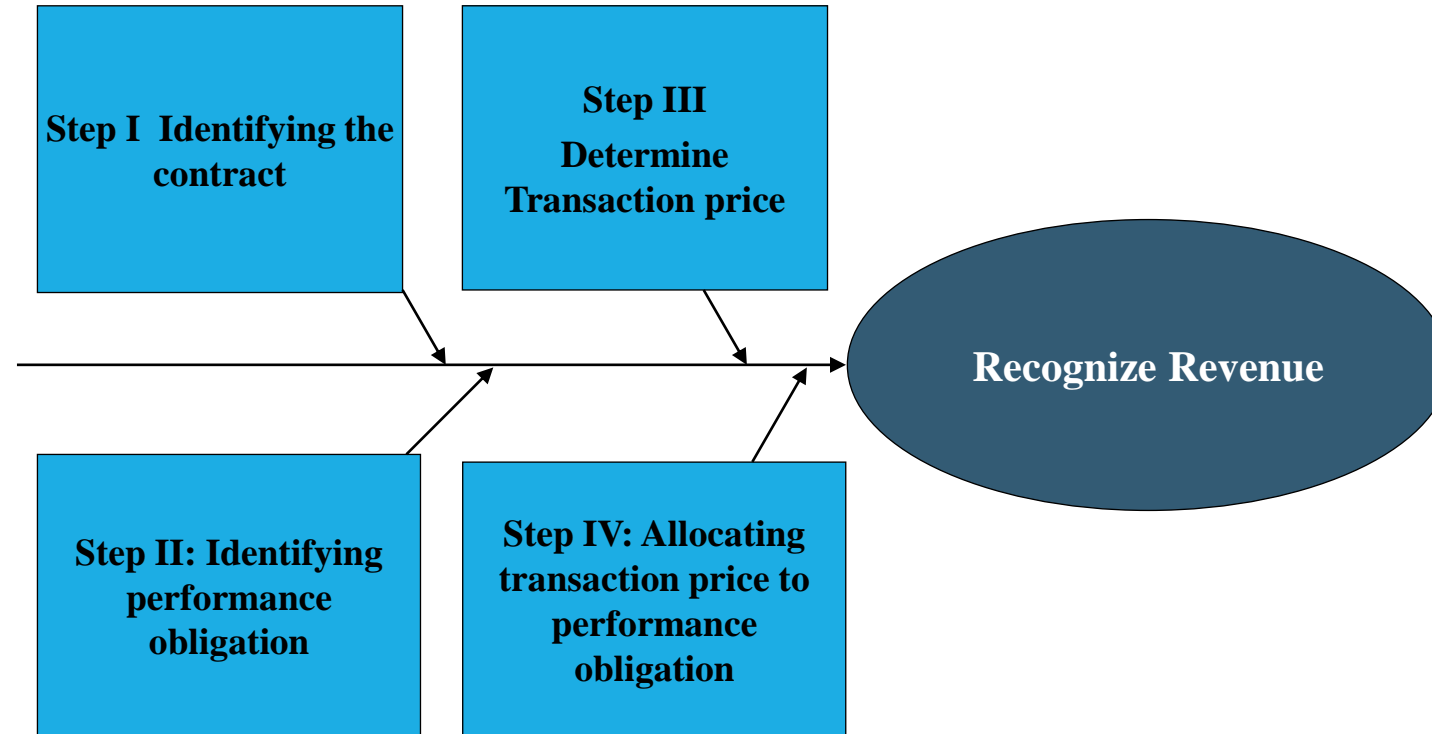 Step I  Identifying the
contract
Step III
Determine
Transaction price
Recognize Revenue
Step II: Identifying
performance
obligation
Step IV: Allocating
transaction price to
performance
obligation